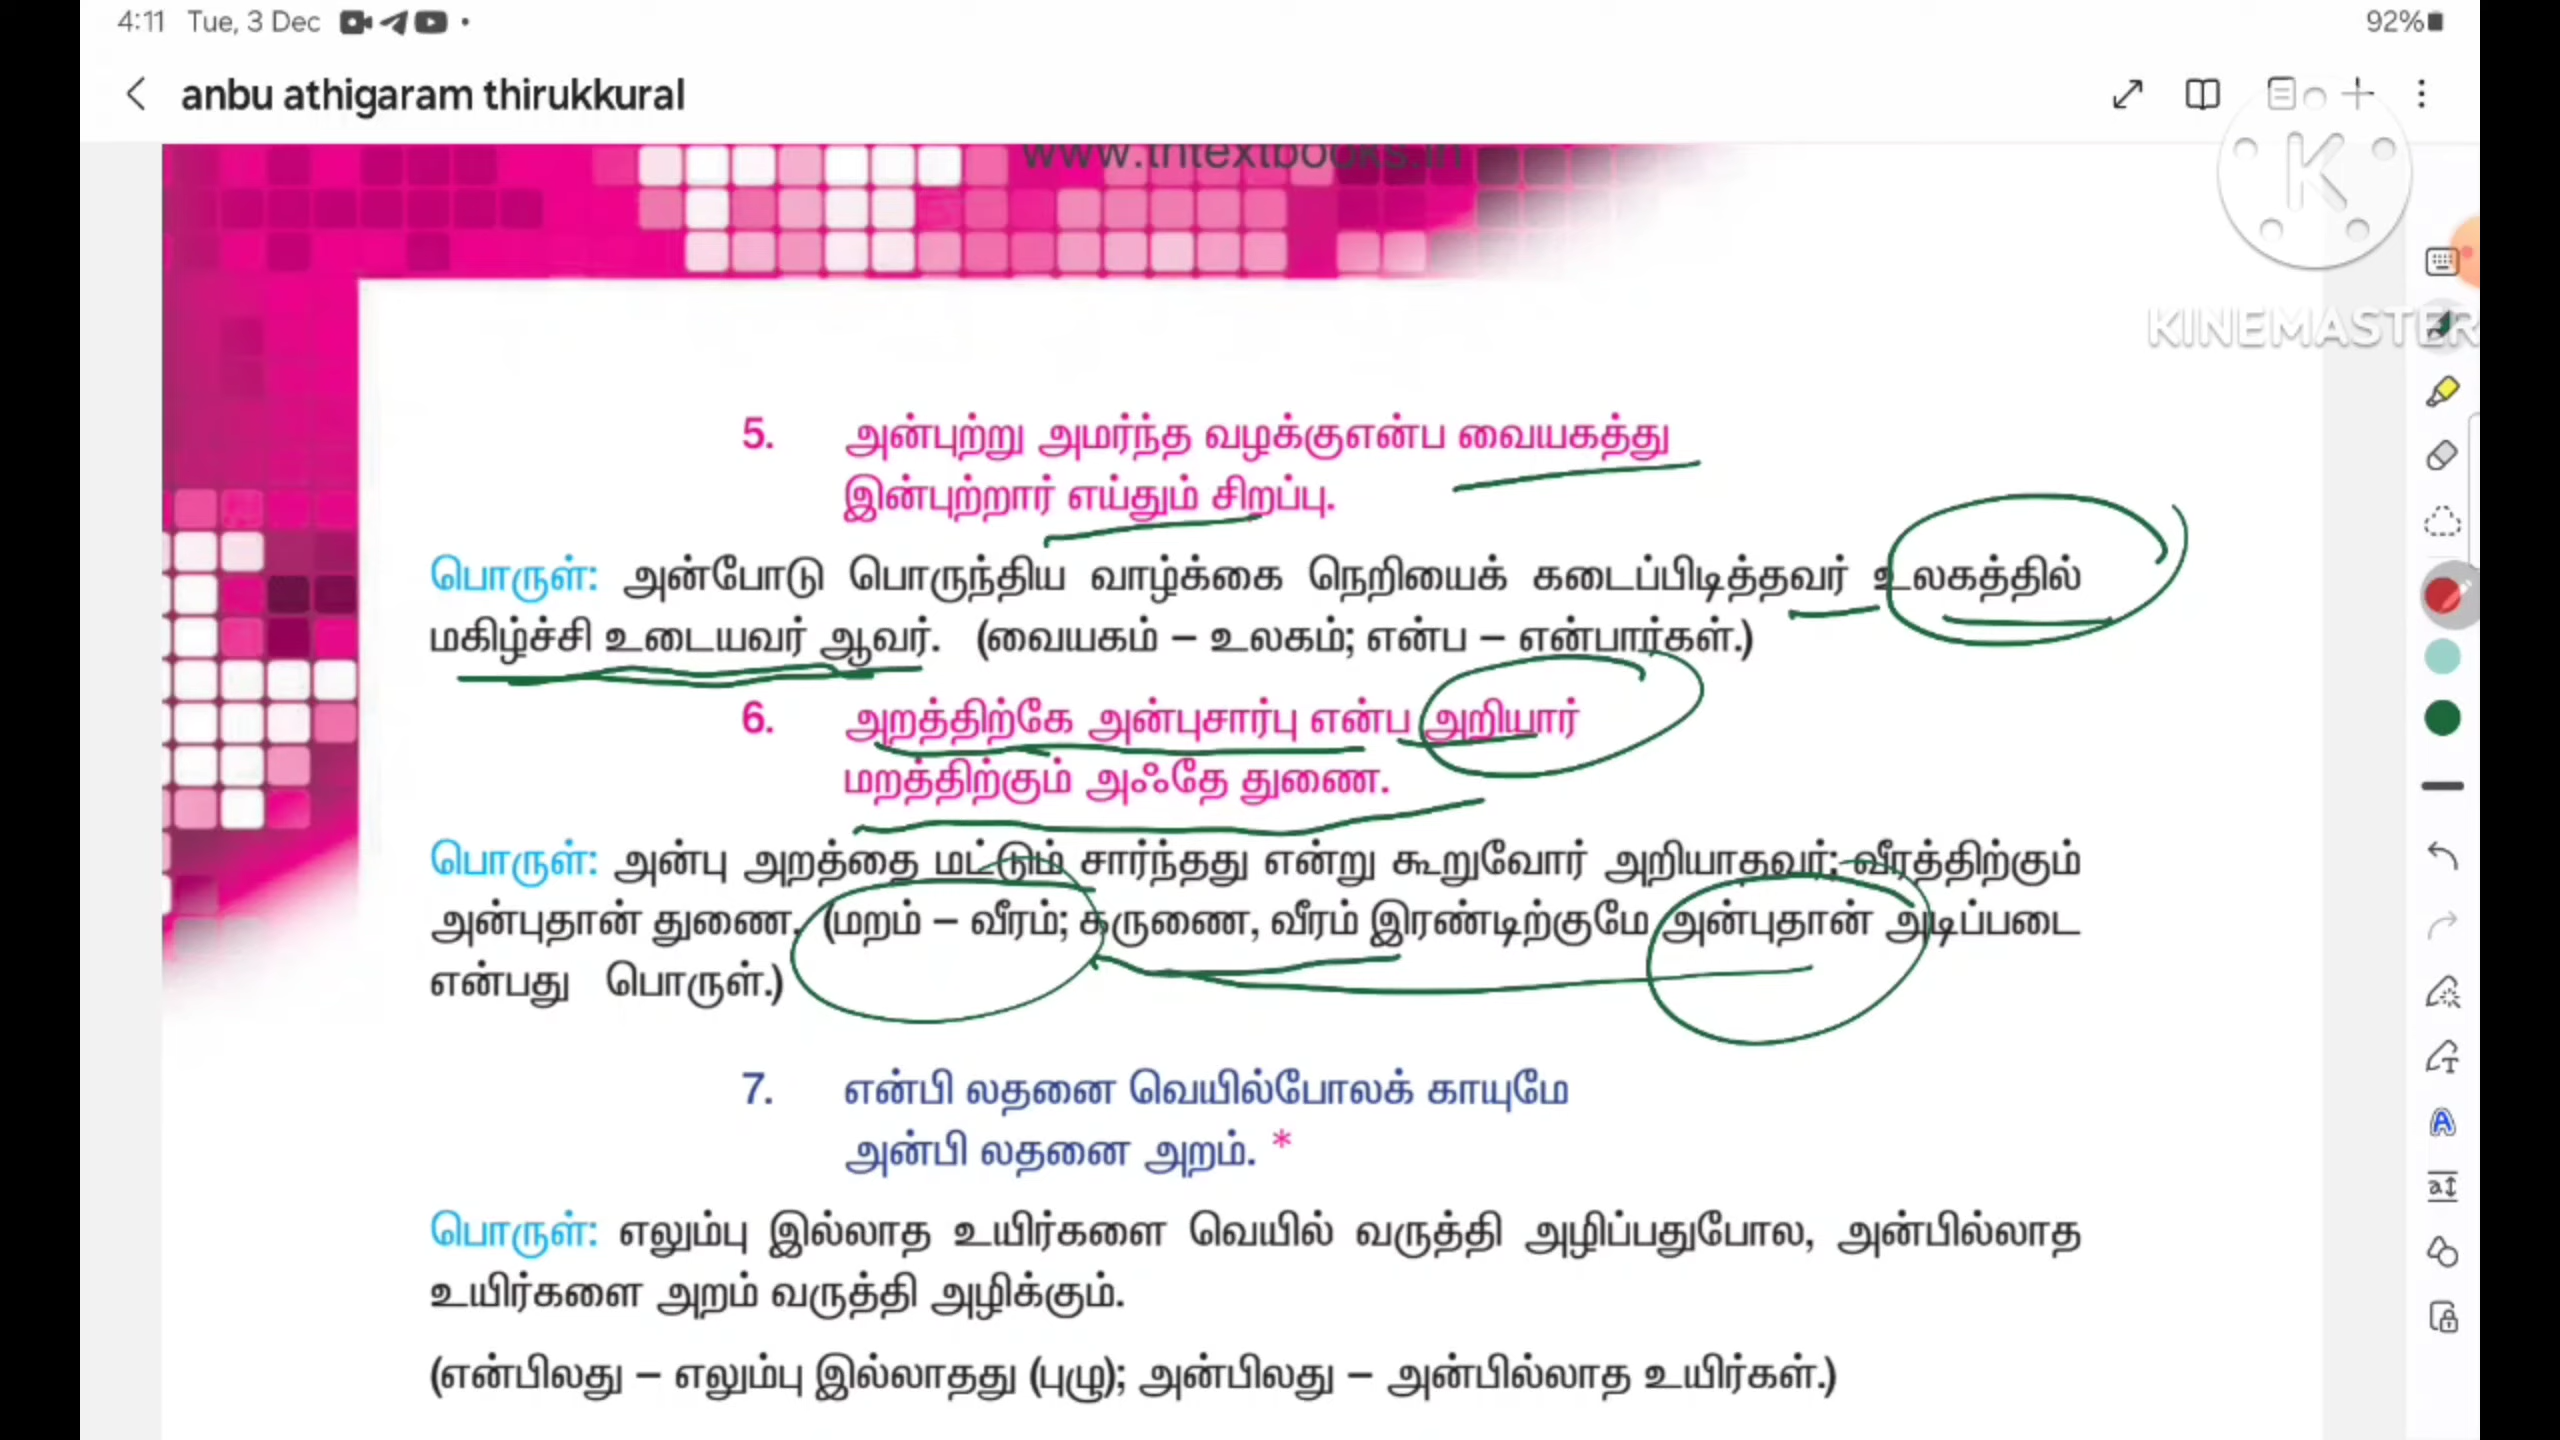 4:11 Tue, 3 Dec
92%
anbu athigaram thirukkural
www.tntextbooks.in
K
KINEMASTER
5. அன்புற்று அமர்ந்த வழக்குஎன்ப வையகத்து
இன்புற்றார் எய்தும் சிறப்பு.
பொருள்: அன்போடு பொருந்திய வாழ்க்கை நெறியைக் கடைப்பிடித்தவர் உலகத்தில்
மகிழ்ச்சி உடையவர் ஆவர். (வையகம் – உலகம்; என்ப – என்பார்கள்.)
6. அறத்திற்கே அன்புசார்பு என்ப அறியார்
மறத்திற்கும் அஃதே துணை.
பொருள்: அன்பு அறத்தை மட்டும் சார்ந்தது என்று கூறுவோர் அறியாதவர்; வீரத்திற்கும்
அன்புதான் துணை. (மறம் – வீரம்; கருணை, வீரம் இரண்டிற்குமே அன்புதான் அடிப்படை
என்பது பொருள்.)
7. என்பி லதனை வெயில்போலக் காயுமே
அன்பி லதனை அறம். *
பொருள்: எலும்பு இல்லாத உயிர்களை வெயில் வருத்தி அழிப்பதுபோல, அன்பில்லாத
உயிர்களை அறம் வருத்தி அழிக்கும்.
(என்பிலது – எலும்பு இல்லாதது (புழு); அன்பிலது – அன்பில்லாத உயிர்கள்.)